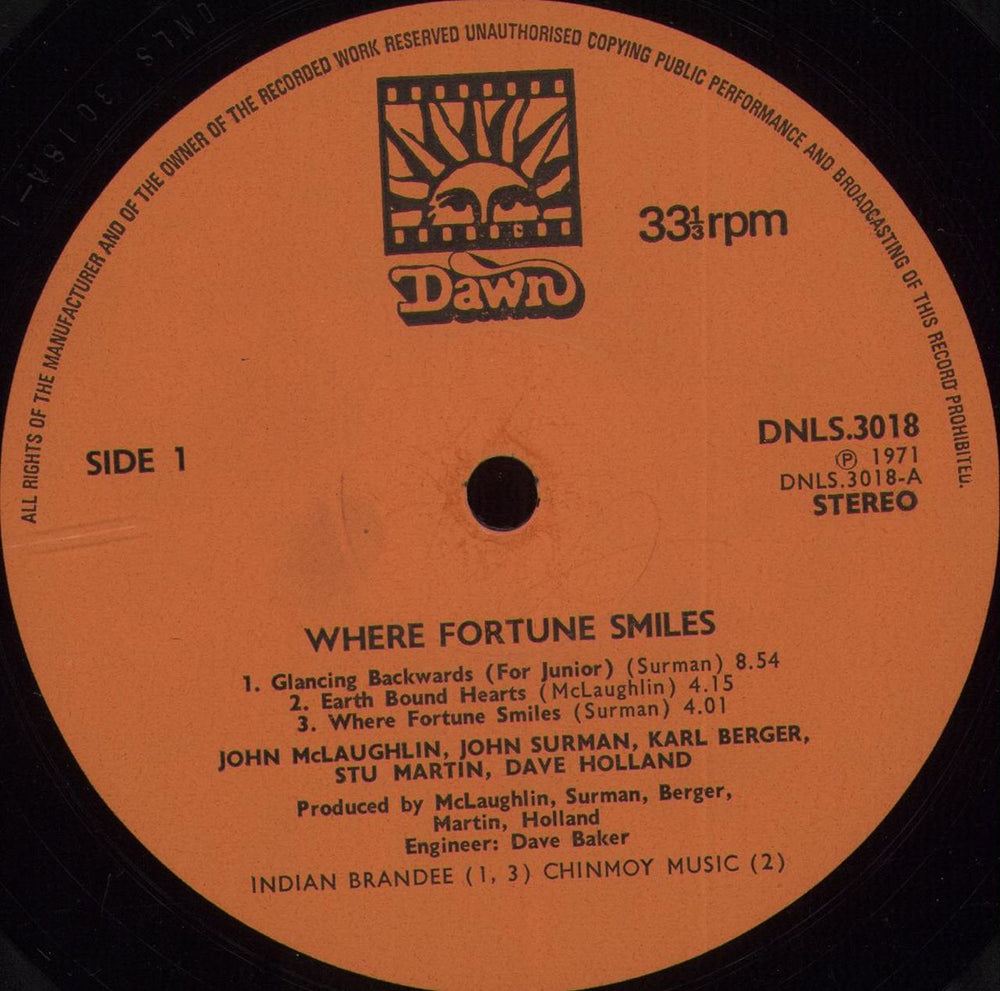 ALL RIGHTS OF THE MANUFACTURER AND OF THE OWNER OF THE RECORDED WORK RESERVED UNAUTHORISED COPYING PUBLIC PERFORMANCE AND BROADCASTING OF THIS RECORD PROHIBITED.
Dawn
33⅓rpm
SIDE 1
DNLS.3018
Ⓟ 1971
DNLS.3018-A
STEREO
WHERE FORTUNE SMILES
1. Glancing Backwards (For Junior) (Surman) 8.54
2. Earth Bound Hearts (McLaughlin) 4.15
3. Where Fortune Smiles (Surman) 4.01
JOHN McLAUGHLIN, JOHN SURMAN, KARL BERGER,
STU MARTIN, DAVE HOLLAND
Produced by McLaughlin, Surman, Berger,
Martin, Holland
Engineer: Dave Baker
INDIAN BRANDEE (1, 3) CHINMOY MUSIC (2)